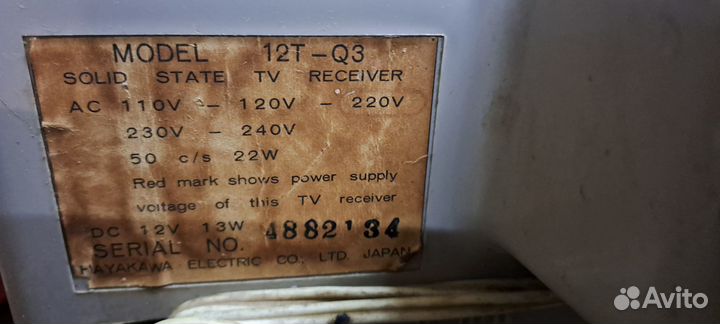 MODEL 12T-Q3
SOLID STATE TV RECEIVER
AC 110V - 120V - 220V
230V - 240V
50 c/s 22W
Red mark shows power supply
voltage of this TV receiver
DC 12V 13W
SERIAL NO. 4882134
HAYAKAWA ELECTRIC CO., LTD. JAPAN
Avito